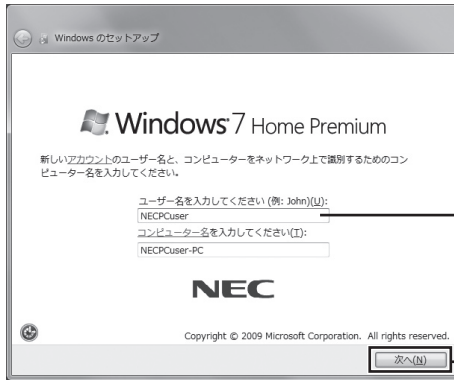 Windows のセットアップ
Windows 7 Home Premium
新しいアカウントのユーザー名と、コンピューターをネットワーク上で識別するためのコン
ピューター名を入力してください。
ユーザー名を入力してください (例: John)(U):
NECPCuser
コンピューター名を入力してください(T):
NECPCuser-PC
NEC
Copyright © 2009 Microsoft Corporation. All rights reserved.
次へ(N)